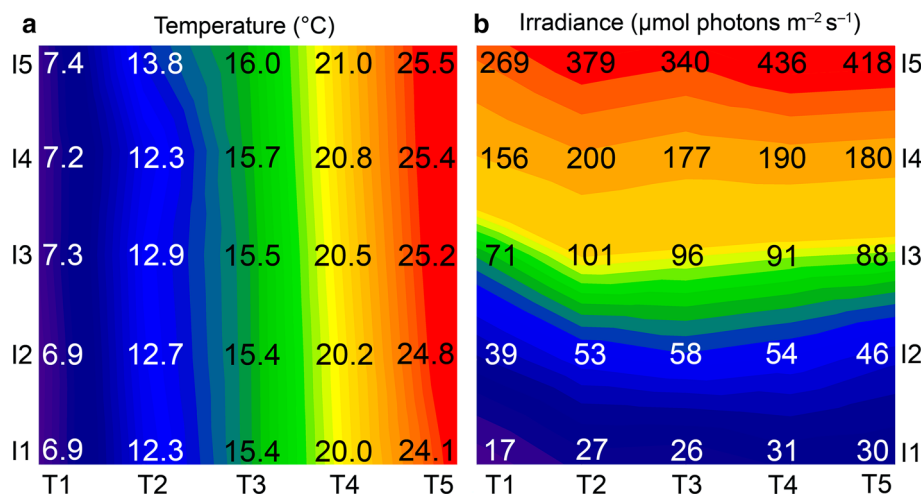 a Temperature (°C)
I5 7.4 13.8 16.0 21.0 25.5
I4 7.2 12.3 15.7 20.8 25.4
I3 7.3 12.9 15.5 20.5 25.2
I2 6.9 12.7 15.4 20.2 24.8
I1 6.9 12.3 15.4 20.0 24.1
T1 T2 T3 T4 T5
b Irradiance (μmol photons m⁻² s⁻¹)
269 379 340 436 418 I5
156 200 177 190 180 I4
71 101 96 91 88 I3
39 53 58 54 46 I2
17 27 26 31 30 I1
T1 T2 T3 T4 T5